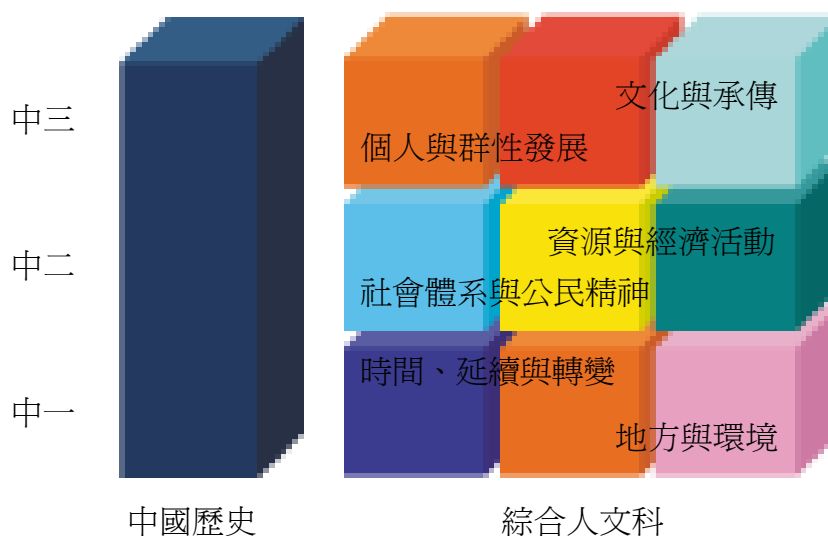 中三
文化與承傳
個人與群性發展
中二
資源與經濟活動
社會體系與公民精神
時間、延續與轉變
中一
地方與環境
中國歷史
綜合人文科